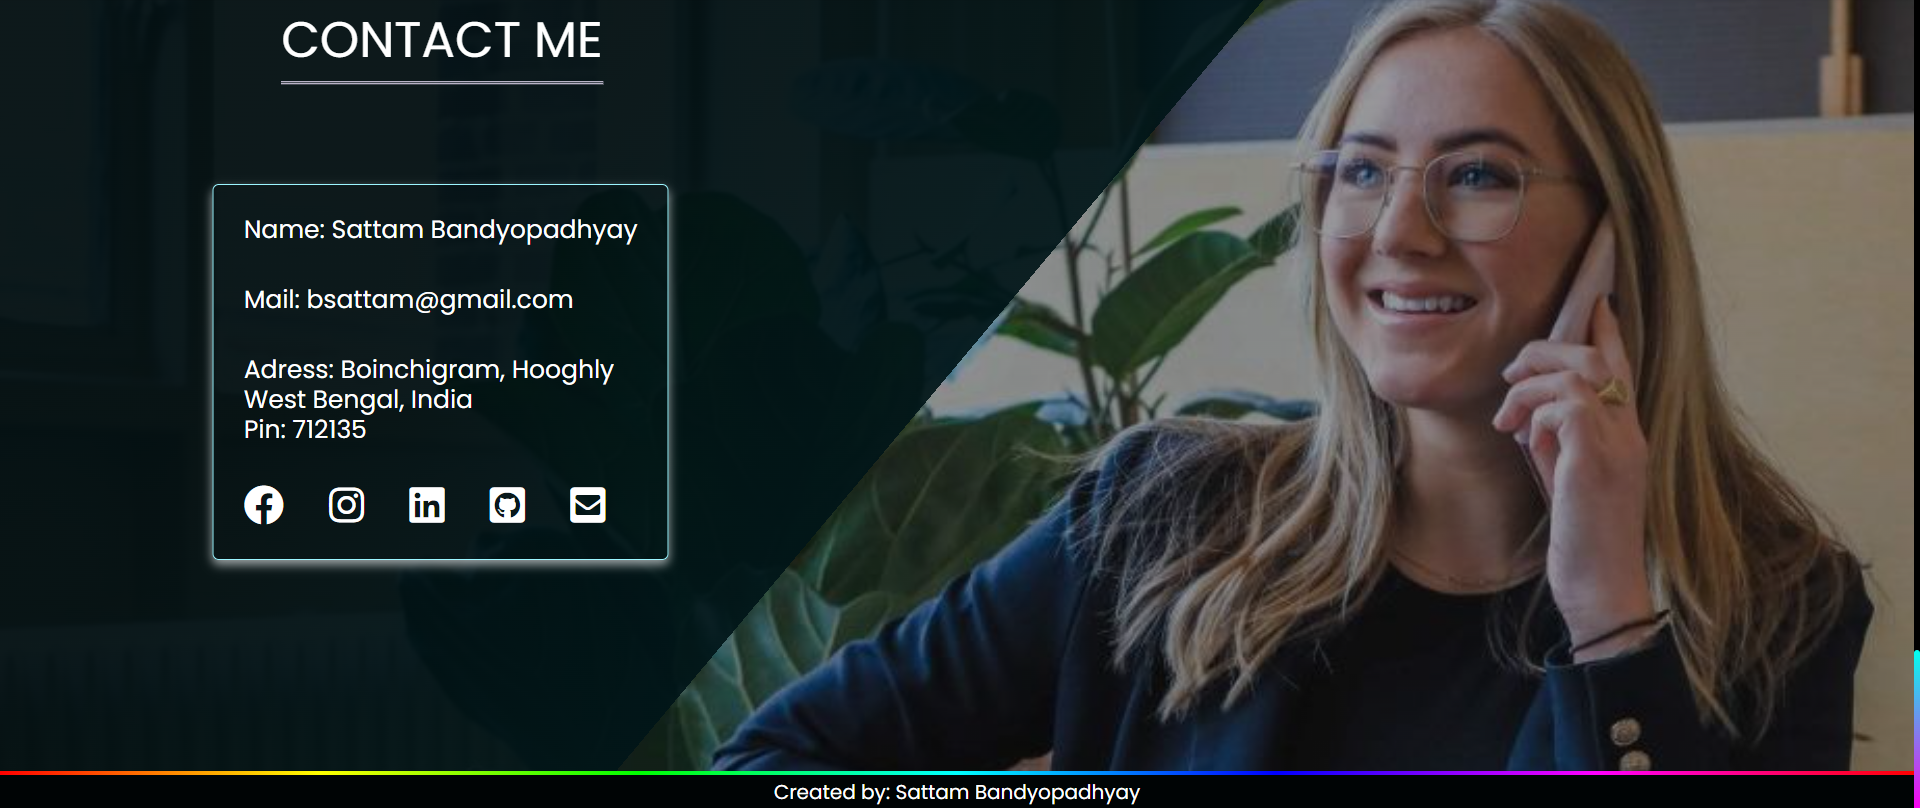 CONTACT ME
Name: Sattam Bandyopadhyay
Mail: bsattam@gmail.com
Adress: Boinchigram, Hooghly
West Bengal, India
Pin: 712135
Created by: Sattam Bandyopadhyay